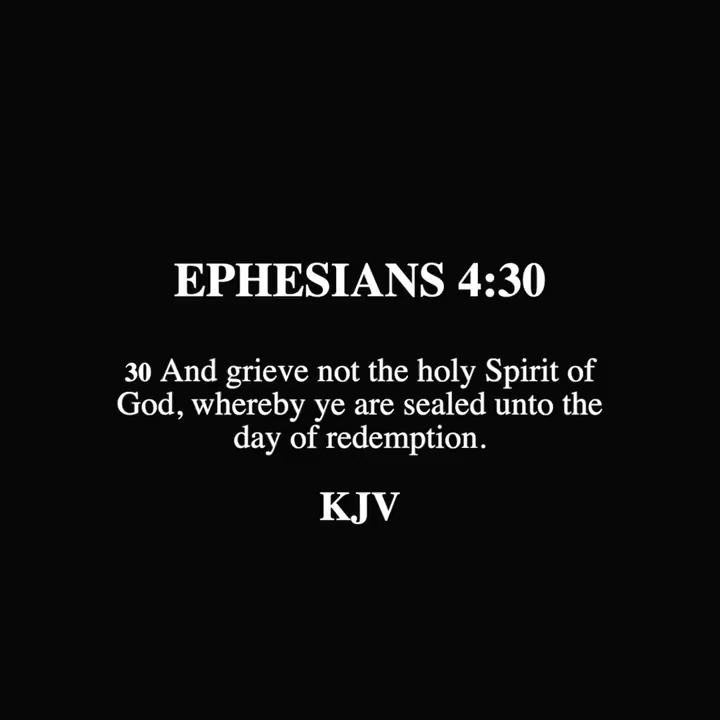 EPHESIANS 4:30
30 And grieve not the holy Spirit of
God, whereby ye are sealed unto the
day of redemption.
KJV